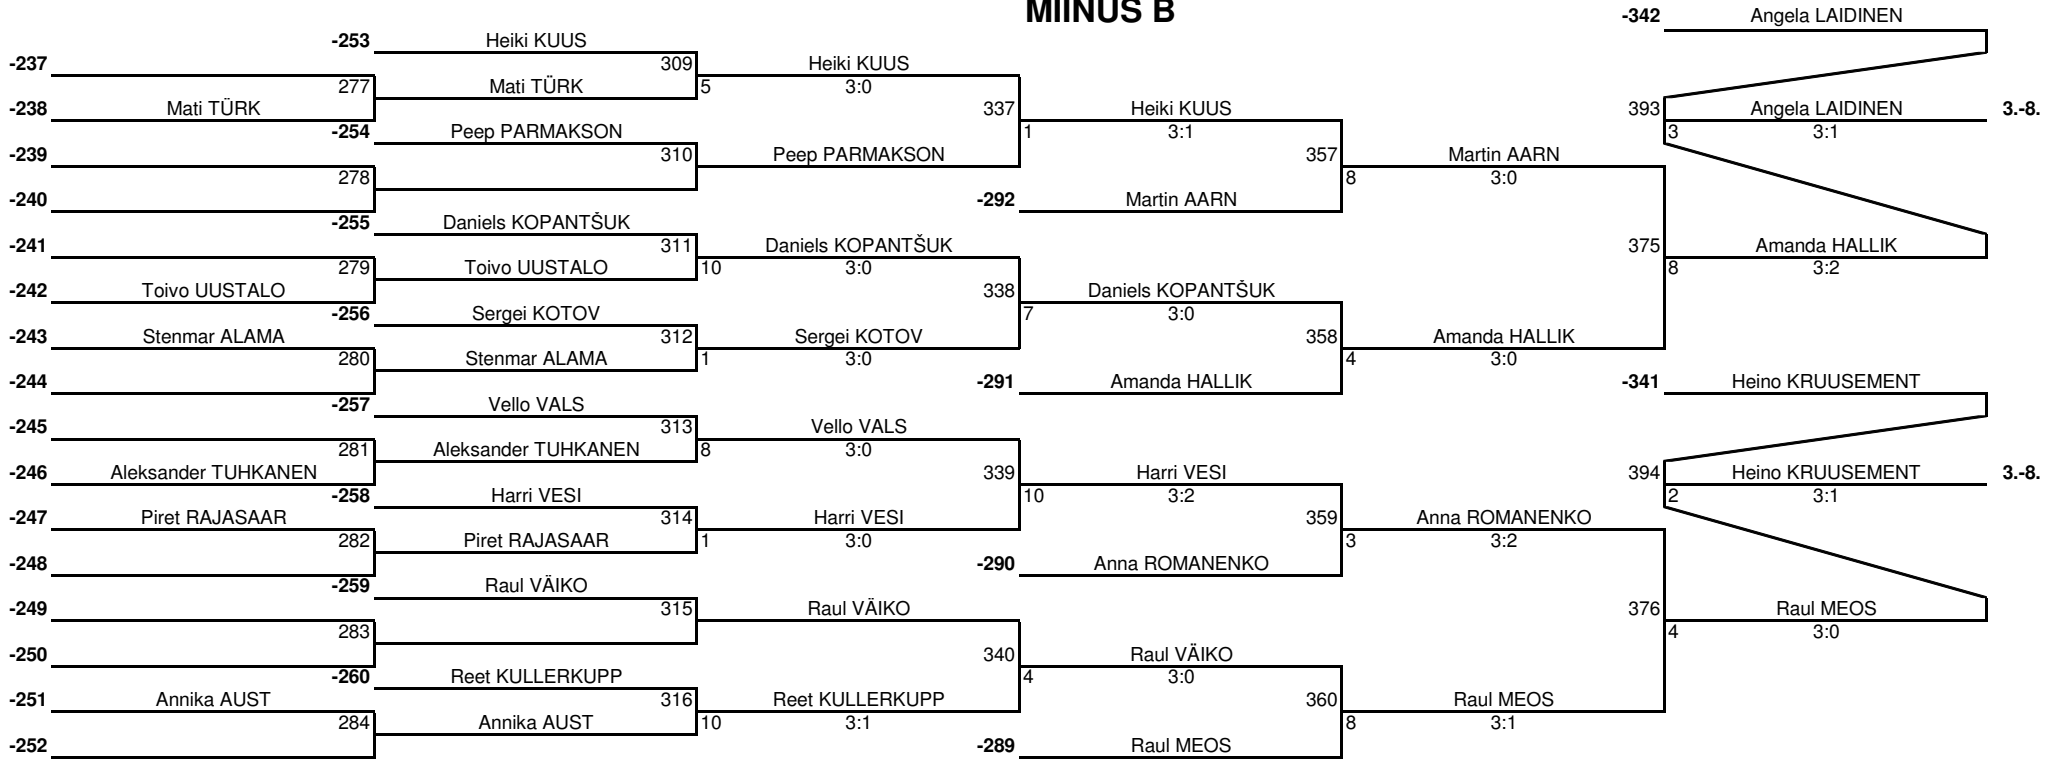 MIINUS B
-342 Angela LAIDINEN
-253 Heiki KUUS
-237 309 Heiki KUUS
277 Mati TÜRK 5 3:0
-238 Mati TÜRK 337 Heiki KUUS 393 Angela LAIDINEN 3.-8.
-254 Peep PARMAKSON 1 3:1 3 3:1
-239 310 Peep PARMAKSON 357 Martin AARN
278 8 3:0
-240 -292 Martin AARN
-255 Daniels KOPANTŠUK
-241 311 Daniels KOPANTŠUK 375 Amanda HALLIK
279 Toivo UUSTALO 10 3:0 8 3:2
-242 Toivo UUSTALO 338 Daniels KOPANTŠUK
-256 Sergei KOTOV 7 3:0
-243 Stenmar ALAMA 312 Sergei KOTOV 358 Amanda HALLIK
280 Stenmar ALAMA 1 3:0 4 3:0
-244 -291 Amanda HALLIK -341 Heino KRUUSEMENT
-257 Vello VALS
-245 313 Vello VALS
281 Aleksander TUHKANEN 8 3:0
-246 Aleksander TUHKANEN 339 Harri VESI 394 Heino KRUUSEMENT 3.-8.
-258 Harri VESI 10 3:2 2 3:1
-247 Piret RAJASAAR 314 Harri VESI 359 Anna ROMANENKO
282 Piret RAJASAAR 1 3:0 3 3:2
-248 -290 Anna ROMANENKO
-259 Raul VÄIKO
-249 315 Raul VÄIKO 376 Raul MEOS
283 4 3:0
-250 340 Raul VÄIKO
-260 Reet KULLERKUPP 4 3:0
-251 Annika AUST 316 Reet KULLERKUPP 360 Raul MEOS
284 Annika AUST 10 3:1 8 3:1
-252 -289 Raul MEOS